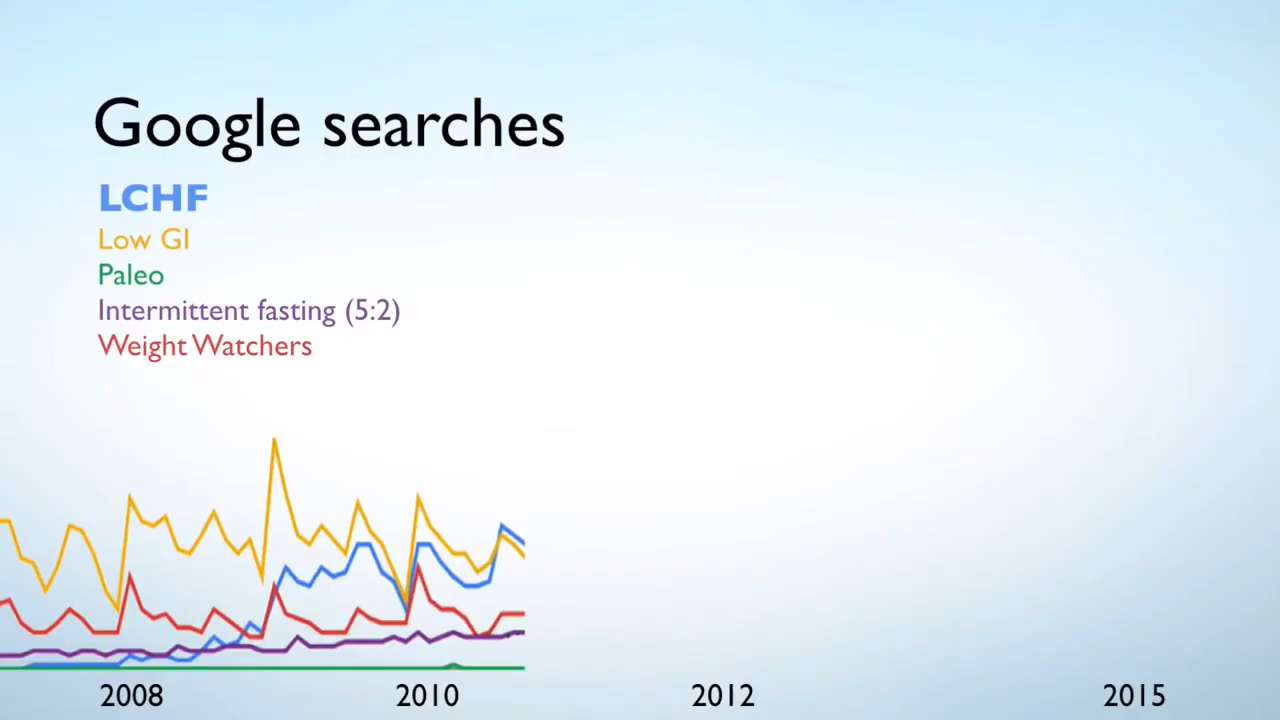 Google searches
LCHF
Low GI
Paleo
Intermittent fasting (5:2)
Weight Watchers
2008 2010 2012 2015